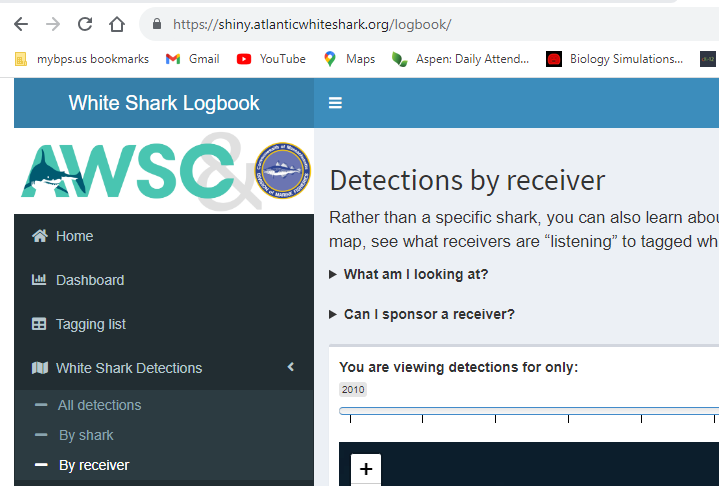 https://shiny.atlanticwhiteshark.org/logbook/
mybps.us bookmarks Gmail YouTube Maps Aspen: Daily Attend... Biology Simulations...
White Shark Logbook
AWSC &
Detections by receiver
Rather than a specific shark, you can also learn abou
map, see what receivers are “listening” to tagged wh
Home
What am I looking at?
Dashboard
Can I sponsor a receiver?
Tagging list
White Shark Detections
You are viewing detections for only:
2010
All detections
By shark
By receiver
+